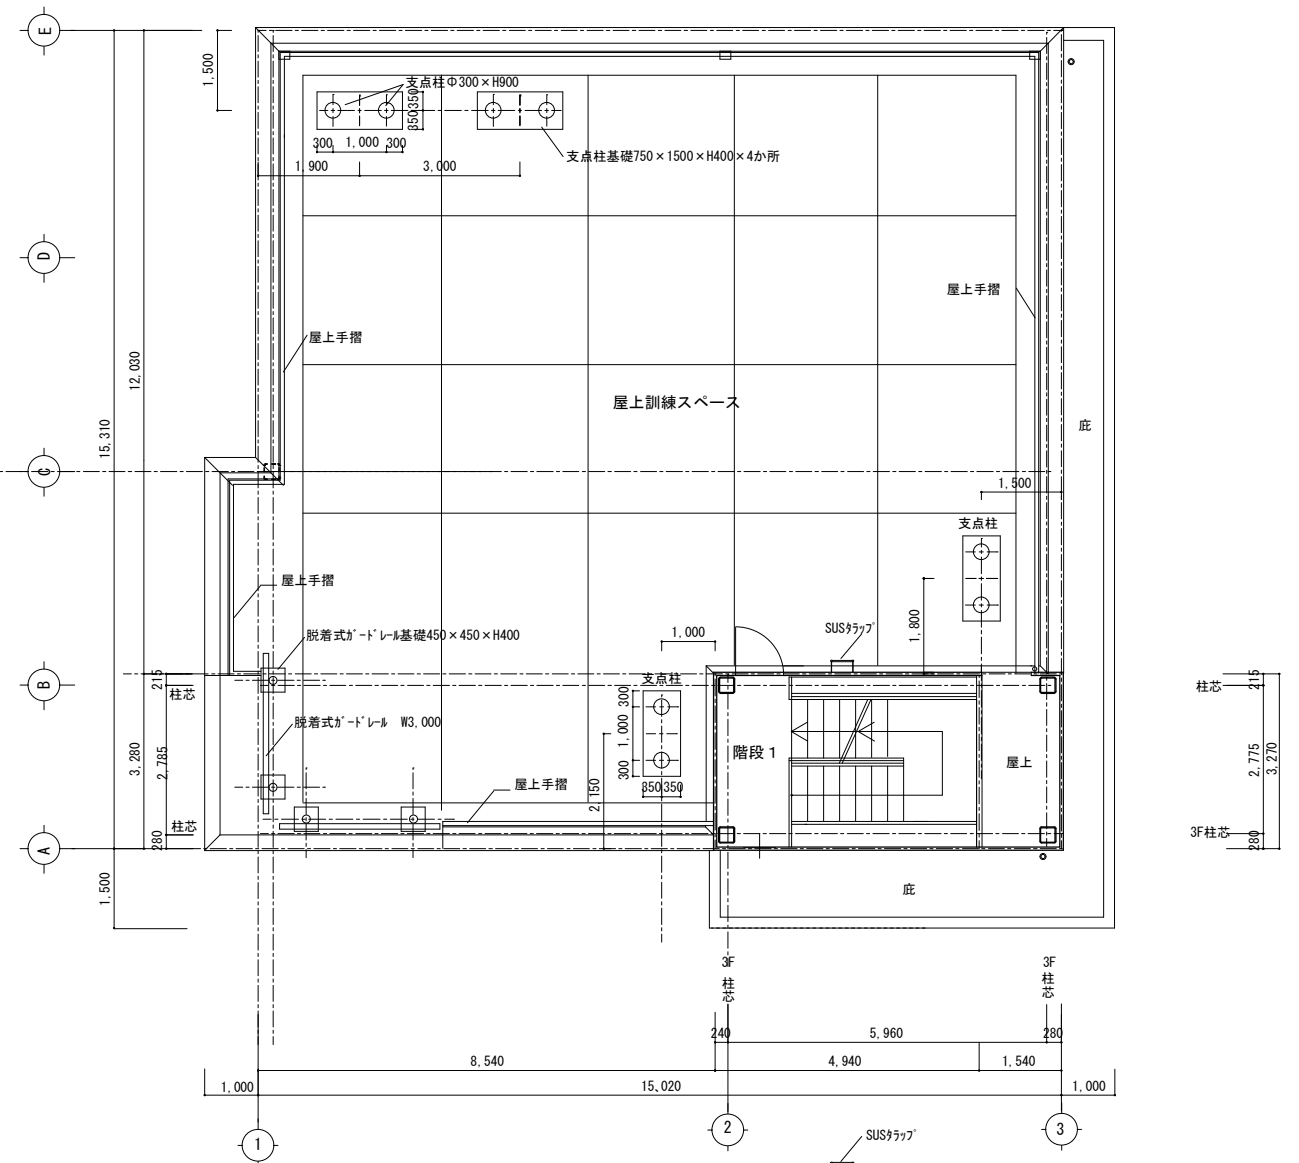 E
1,500
支点柱Φ300×H900
350 350
300 1,000 300
支点柱基礎750×1500×H400×4か所
1,900 3,000
D
屋上手摺
屋上手摺
12,030
屋上訓練スペース
15,310
庇
C
1,500
支点柱
屋上手摺
1,800
脱着式ｶﾞｰﾄﾞﾚｰﾙ基礎450×450×H400
1,000
SUSﾀﾗｯﾌﾟ
B
215
柱芯
支点柱
柱芯
215
300
脱着式ｶﾞｰﾄﾞﾚｰﾙ W3,000
1,000
階段１
屋上
3,280
2,785
2,775
3,270
300
屋上手摺
350 350
2,150
柱芯
3F柱芯
280
280
A
1,500
庇
3F
柱
芯
3F
柱
芯
240 5,960 280
8,540 4,940 1,540
1,000 15,020 1,000
1
2
3
SUSﾀﾗｯﾌﾟ